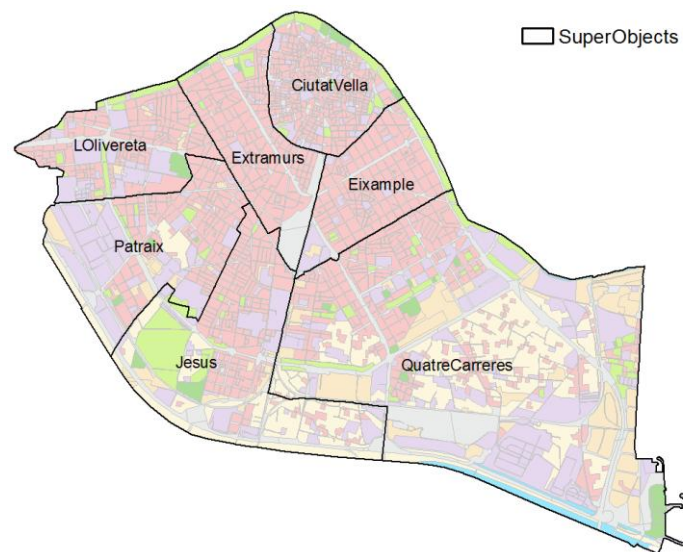 SuperObjects
CiutatVella
LOlivereta
Extramurs
Eixample
Patraix
Jesus
QuatreCarreres